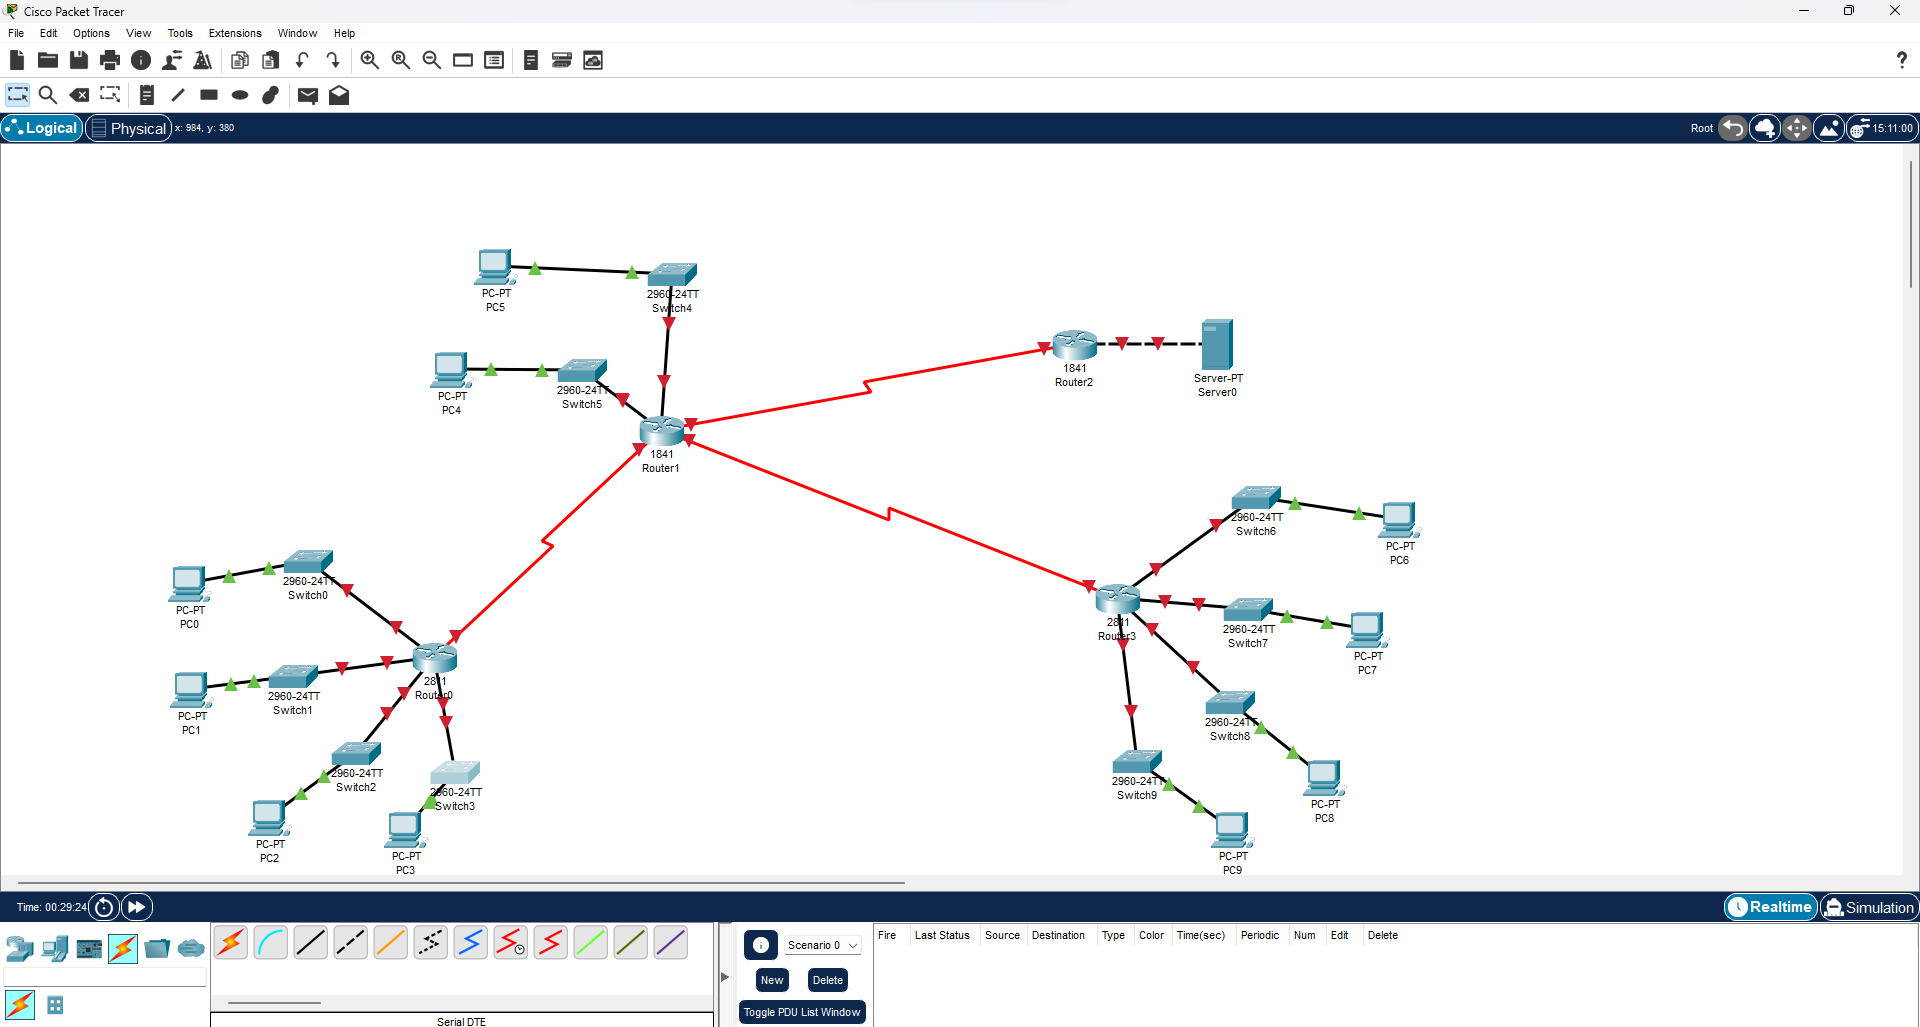 Cisco Packet Tracer
File Edit Options View Tools Extensions Window Help
?
Logical Physical x: 984, y: 380 Root 15:11:00
PC-PT
PC5
2960-24TT
Switch4
1841
Router2
Server-PT
Server0
PC-PT
PC4
2960-24TT
Switch5
1841
Router1
2960-24TT
Switch6
PC-PT
PC6
2960-24TT
Switch0
PC-PT
PC0
2811
Router3
2960-24TT
Switch7
PC-PT
PC7
2811
Router0
2960-24TT
Switch1
PC-PT
PC1
2960-24TT
Switch8
2960-24TT
Switch2
2960-24TT
Switch3
2960-24TT
Switch9
PC-PT
PC8
PC-PT
PC2
PC-PT
PC3
PC-PT
PC9
Time: 00:29:24 Realtime Simulation
Scenario 0
New Delete
Toggle PDU List Window
Fire Last Status Source Destination Type Color Time(sec) Periodic Num Edit Delete
Serial DTE